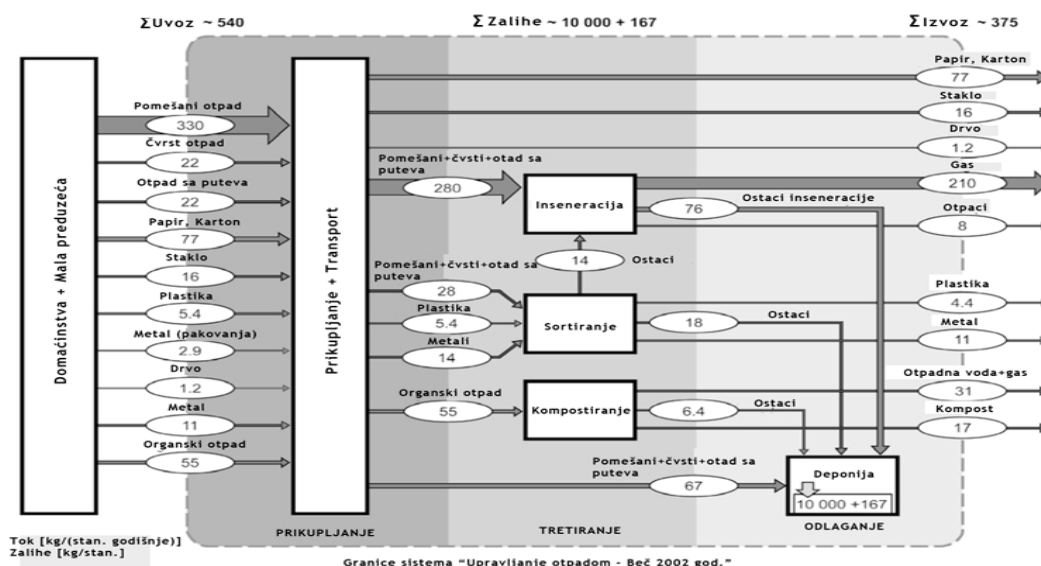 ΣUvoz ~ 540
ΣZalihe ~ 10 000 + 167
ΣIzvoz ~ 375
Domaćinstva + Mala preduzeća
Pomešani otpad
330
Čvrst otpad
22
Otpad sa puteva
22
Papir, Karton
77
Staklo
16
Plastika
5.4
Metal (pakovanja)
2.9
Drvo
1.2
Metal
11
Organski otpad
55
Prikupljanje + Transport
Pomešani+čvsti+otad sa
puteva
280
Pomešani+čvsti+otad sa
puteva
28
Plastika
5.4
Metali
14
Organski otpad
55
Inseneracija
14
Ostaci
Sortiranje
Kompostiranje
76
Ostaci inseneracije
18
Ostaci
6.4
Ostaci
Pomešani+čvsti+otad sa
puteva
67
Deponija
10 000 +167
Papir, Karton
77
Staklo
16
Drvo
1.2
Gas
210
Otpaci
8
Plastika
4.4
Metal
11
Otpadna voda+gas
31
Kompost
17
PRIKUPLJANJE
TRETIRANJE
ODLAGANJE
Tok [kg/(stan. godišnje)]
Zalihe [kg/stan.]
Granice sistema "Upravljanje otpadom - Beč 2002 god."